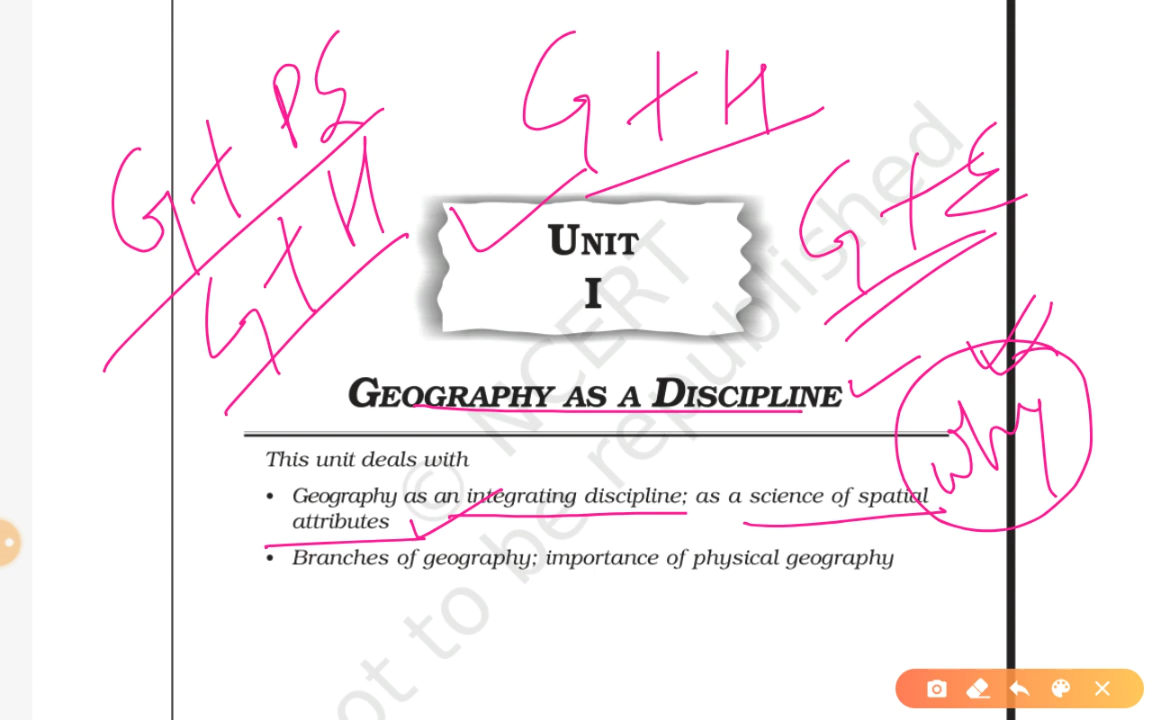 G + PS
G + H
G + H
G + E
UNIT
I
GEOGRAPHY AS A DISCIPLINE
why
This unit deals with
• Geography as an integrating discipline; as a science of spatial
attributes
• Branches of geography; importance of physical geography
© NCERT
not to be republished